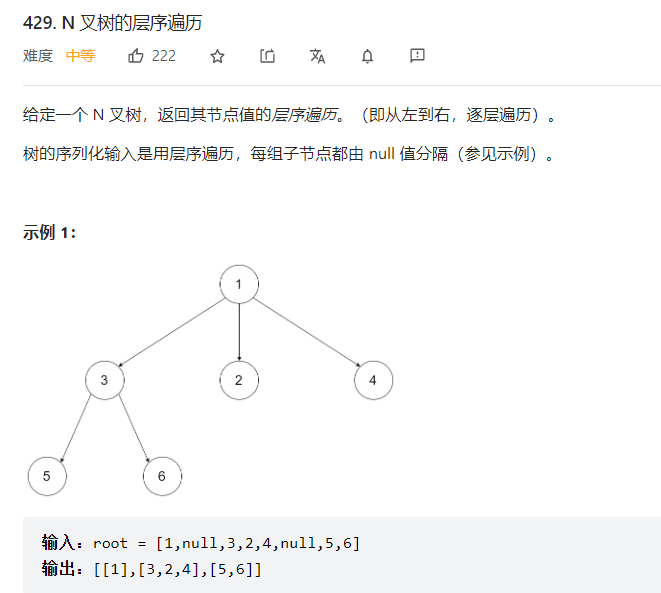 429. N 叉树的层序遍历
难度 中等 222
给定一个 N 叉树，返回其节点值的层序遍历。（即从左到右，逐层遍历）。
树的序列化输入是用层序遍历，每组子节点都由 null 值分隔（参见示例）。
示例 1：
1
3 2 4
5 6
输入：root = [1,null,3,2,4,null,5,6]
输出：[[1],[3,2,4],[5,6]]